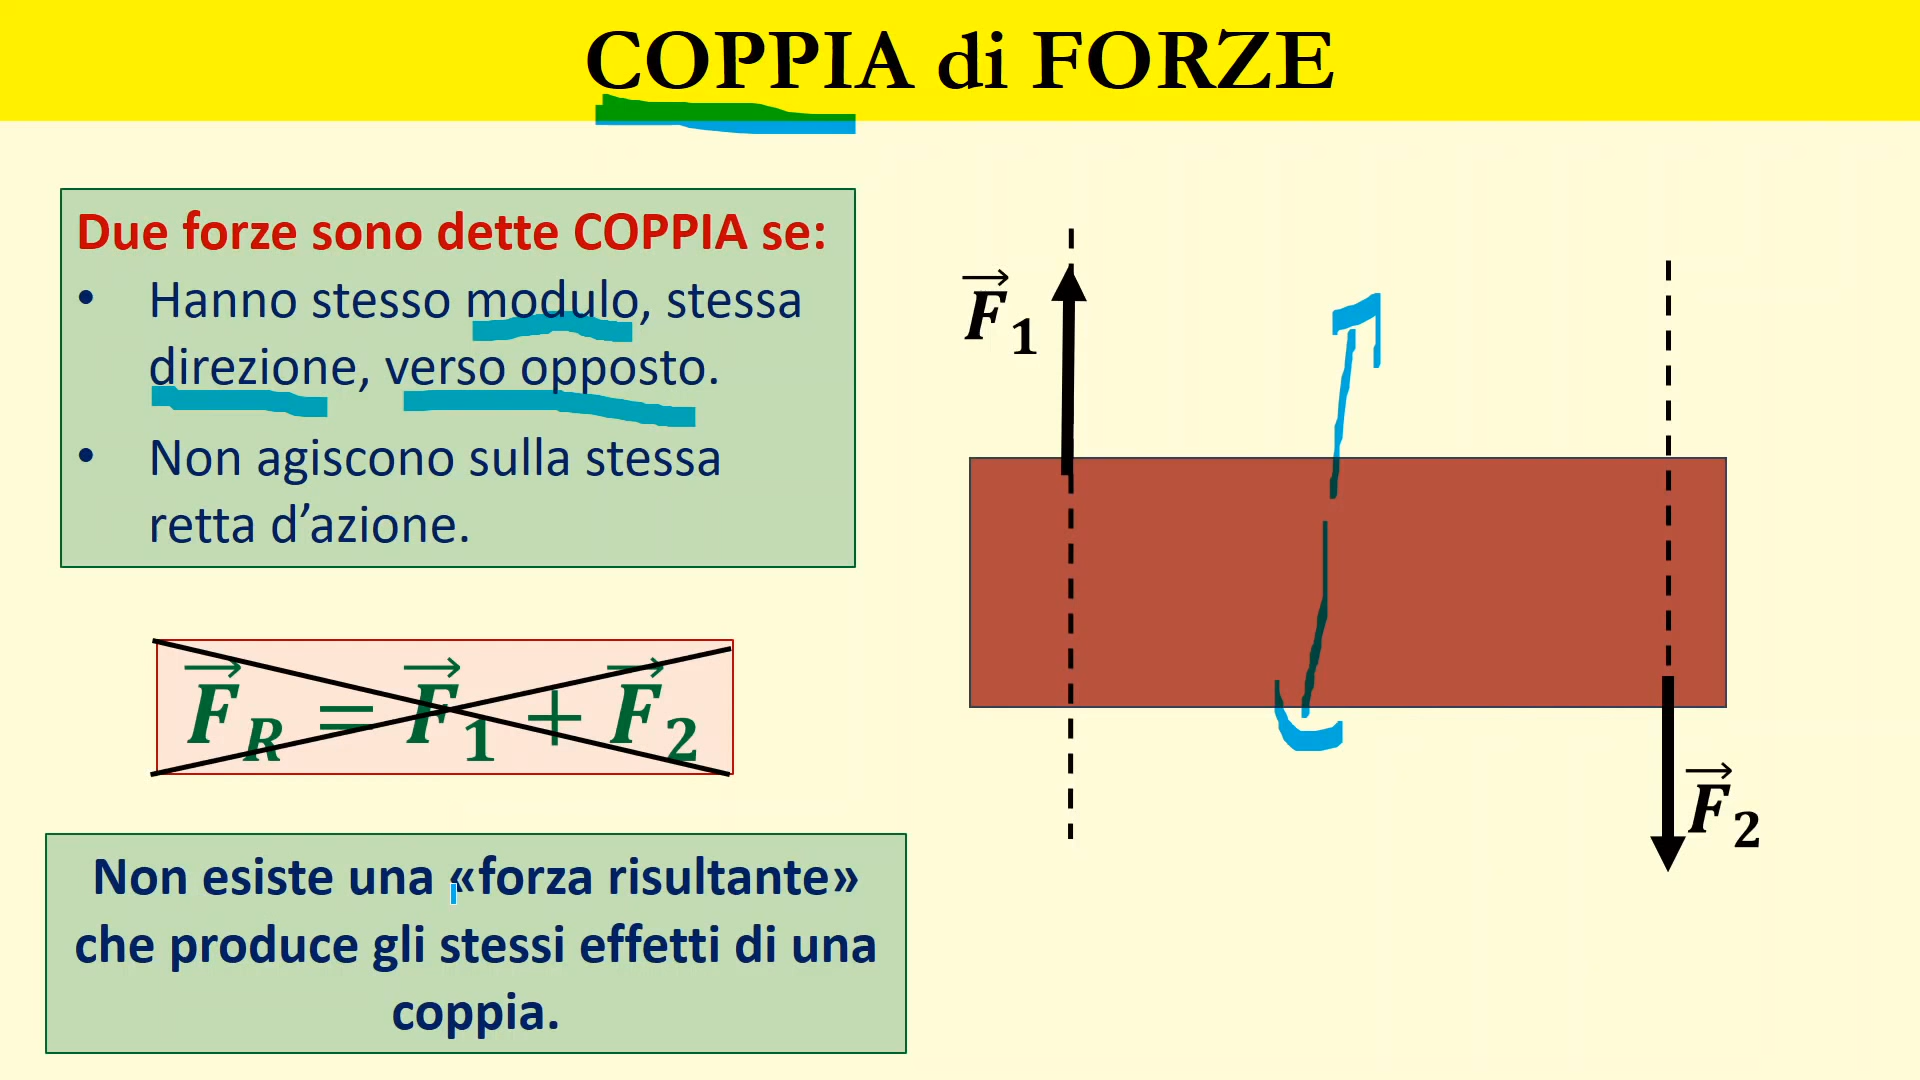 COPPIA di FORZE
Due forze sono dette COPPIA se:
• Hanno stesso modulo, stessa
direzione, verso opposto.
• Non agiscono sulla stessa
retta d’azione.
F⃗R = F⃗1 + F⃗2
Non esiste una «forza risultante»
che produce gli stessi effetti di una
coppia.
F⃗1
F⃗2